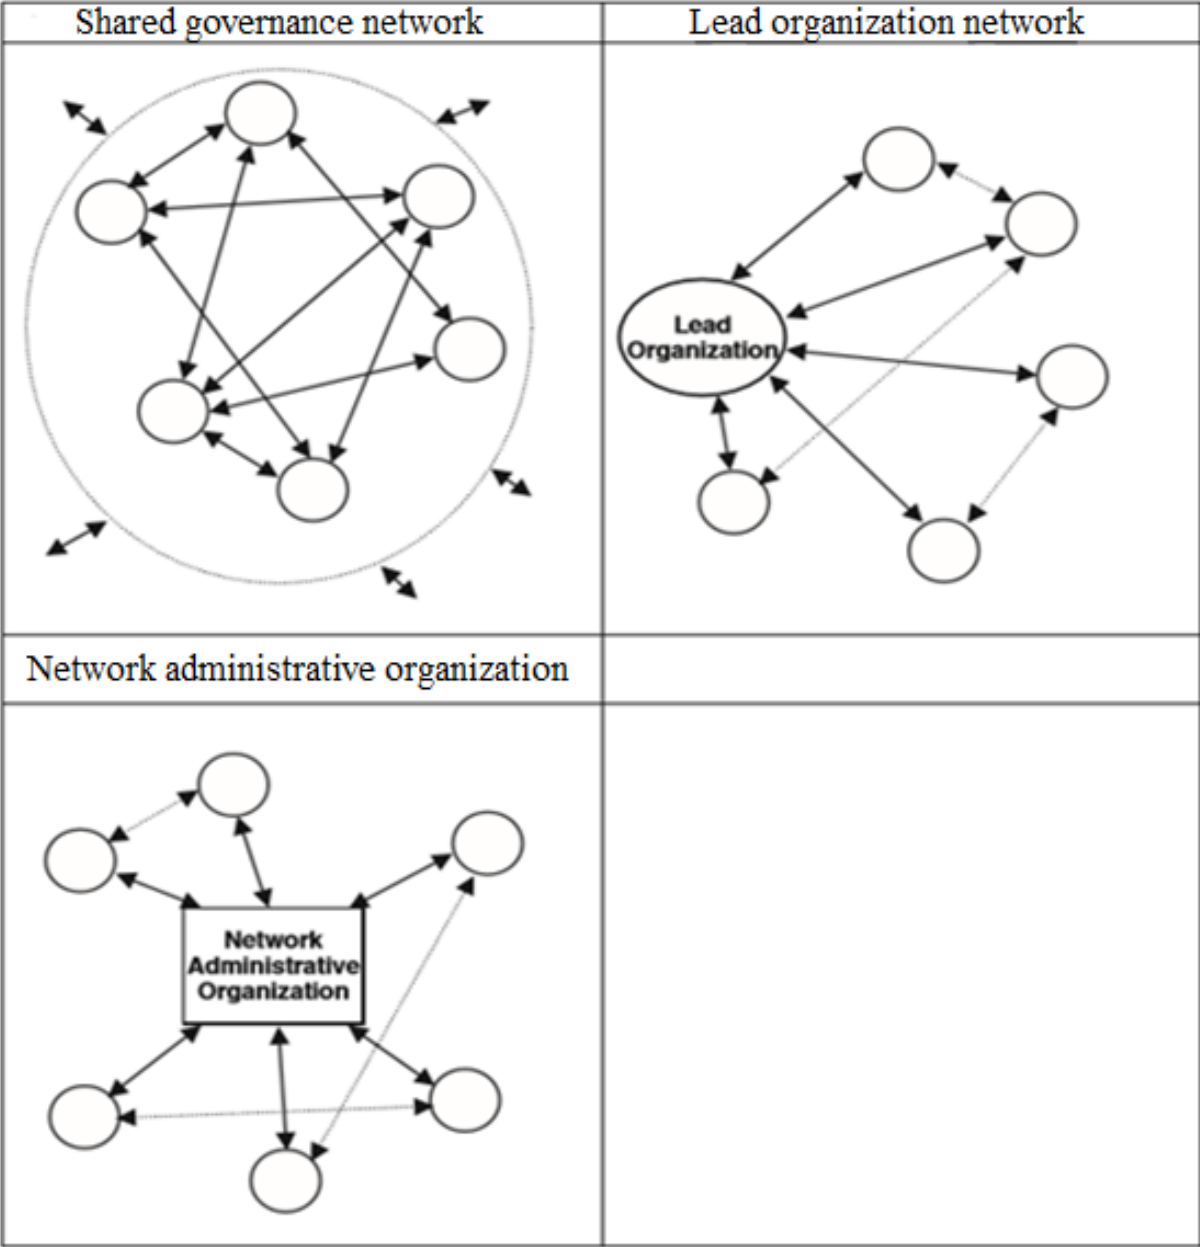 Shared governance network
Lead organization network
Lead
Organization
Network administrative organization
Network
Administrative
Organization